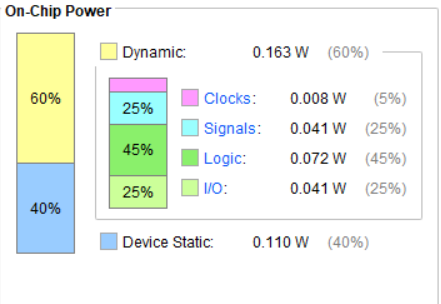 On-Chip Power
60%
40%
Dynamic: 0.163 W (60%)
25%
45%
25%
Clocks: 0.008 W (5%)
Signals: 0.041 W (25%)
Logic: 0.072 W (45%)
I/O: 0.041 W (25%)
Device Static: 0.110 W (40%)